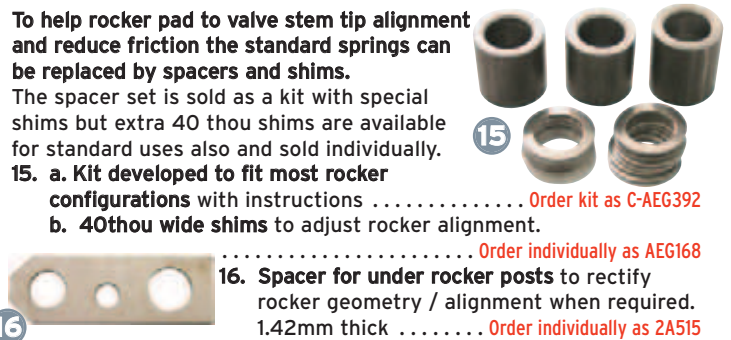 To help rocker pad to valve stem tip alignment
and reduce friction the standard springs can
be replaced by spacers and shims.
The spacer set is sold as a kit with special
shims but extra 40 thou shims are available
for standard uses also and sold individually.
15
15. a. Kit developed to fit most rocker
configurations with instructions . . . . . . . . . . . . . . Order kit as C-AEG392
b. 40thou wide shims to adjust rocker alignment.
. . . . . . . . . . . . . . . . . . . . . . . Order individually as AEG168
16. Spacer for under rocker posts to rectify
rocker geometry / alignment when required.
1.42mm thick . . . . . . . . Order individually as 2A515
16